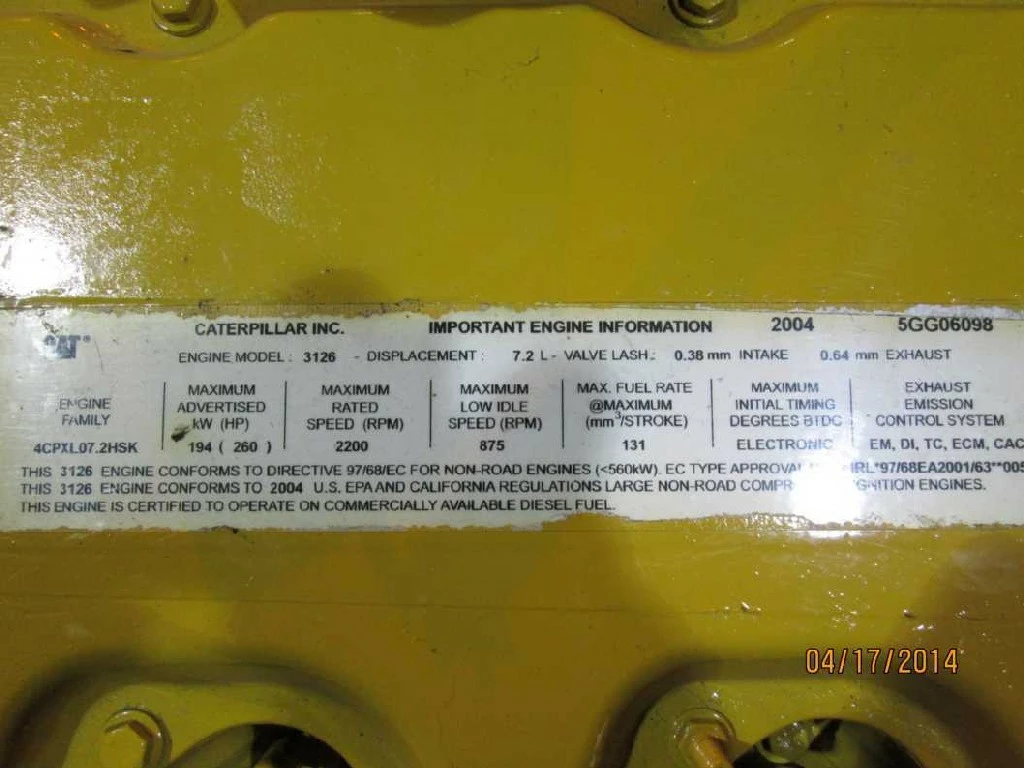 CAT® CATERPILLAR INC. IMPORTANT ENGINE INFORMATION 2004 5GG06098
ENGINE MODEL : 3126 - DISPLACEMENT : 7.2 L - VALVE LASH.: 0.38 mm INTAKE 0.64 mm EXHAUST
ENGINE FAMILY
4CPXL07.2HSK
MAXIMUM ADVERTISED kW (HP)
194 ( 260 )
MAXIMUM RATED SPEED (RPM)
2200
MAXIMUM LOW IDLE SPEED (RPM)
875
MAX. FUEL RATE @MAXIMUM (mm³/STROKE)
131
MAXIMUM INITIAL TIMING DEGREES BTDC
ELECTRONIC
EXHAUST EMISSION CONTROL SYSTEM
EM, DI, TC, ECM, CAC
THIS 3126 ENGINE CONFORMS TO DIRECTIVE 97/68/EC FOR NON-ROAD ENGINES (<560kW). EC TYPE APPROVAL IRL*97/68EA2001/63**005
THIS 3126 ENGINE CONFORMS TO 2004 U.S. EPA AND CALIFORNIA REGULATIONS LARGE NON-ROAD ENGINES.
THIS ENGINE IS CERTIFIED TO OPERATE ON COMMERCIALLY AVAILABLE DIESEL FUEL.
04/17/2014